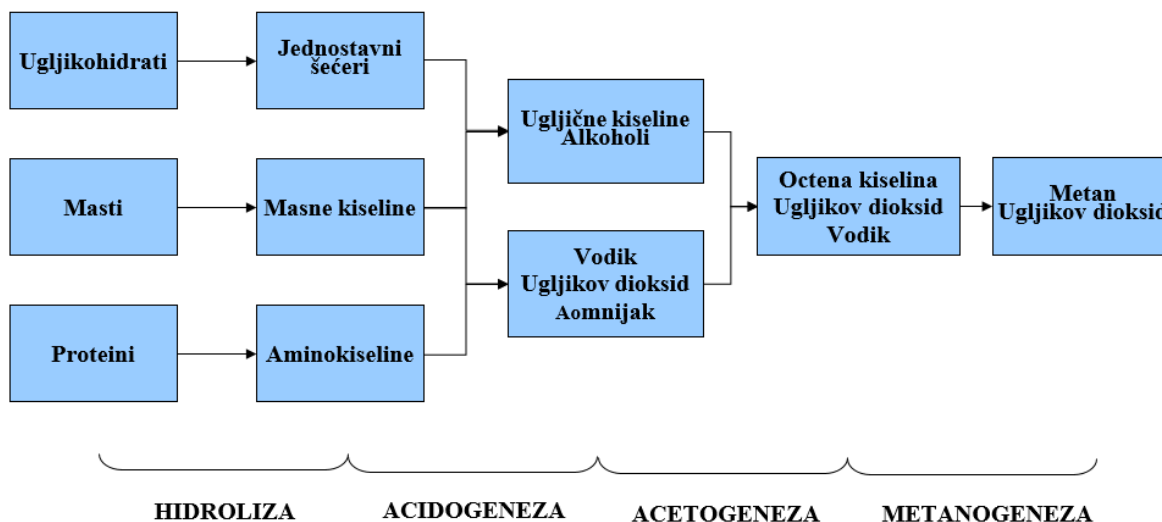 Ugljikohidrati
Jednostavni
šećeri
Ugljične kiseline
Alkoholi
Masti
Masne kiseline
Octena kiselina
Ugljikov dioksid
Vodik
Metan
Ugljikov dioksid
Vodik
Ugljikov dioksid
Aomnijak
Proteini
Aminokiseline
HIDROLIZA
ACIDOGENEZA
ACETOGENEZA
METANOGENEZA